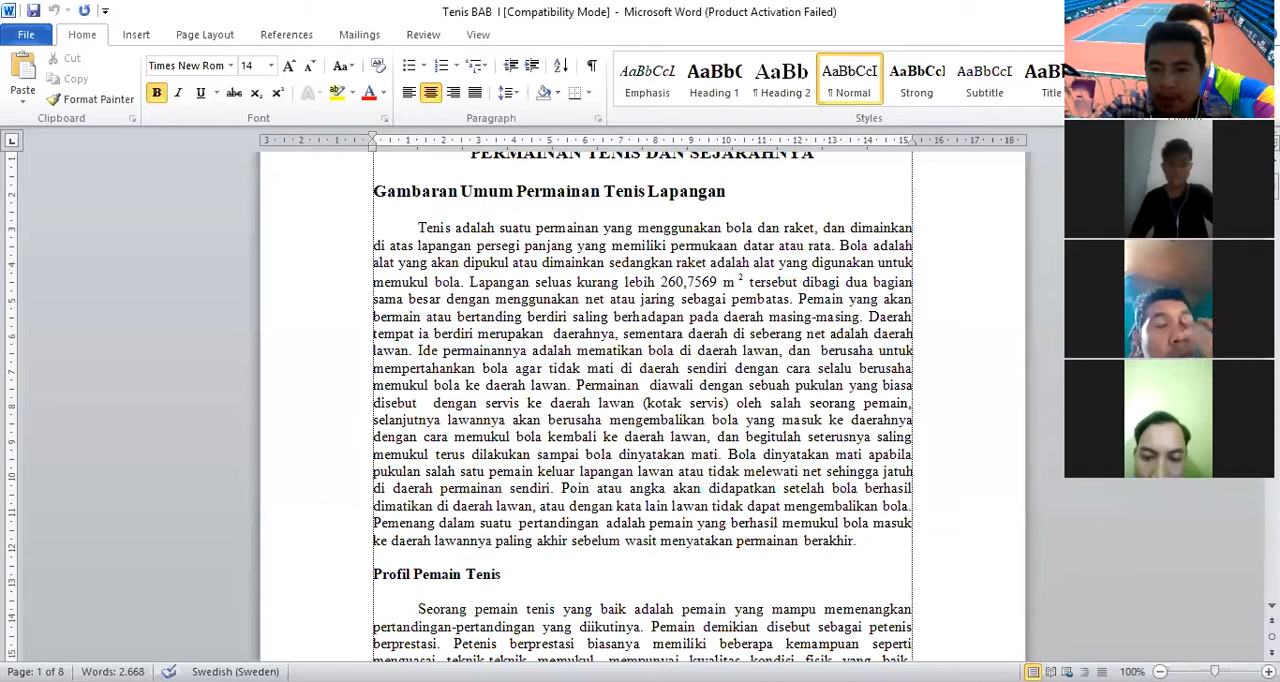 Tenis BAB I [Compatibility Mode] - Microsoft Word (Product Activation Failed)
File Home Insert Page Layout References Mailings Review View
Paste
Cut
Copy
Format Painter
Clipboard
Times New Rom 14
Font
Paragraph
AaBbCcI AaBbC AaBb AaBbCcI AaBbCc AaBbCcI
Emphasis Heading 1 ¶ Heading 2 ¶ Normal Strong Subtitle Title
Styles
PERMAINAN TENIS DAN SEJARAHNYA
Gambaran Umum Permainan Tenis Lapangan
Tenis adalah suatu permainan yang menggunakan bola dan raket, dan dimainkan
di atas lapangan persegi panjang yang memiliki permukaan datar atau rata. Bola adalah
alat yang akan dipukul atau dimainkan sedangkan raket adalah alat yang digunakan untuk
memukul bola. Lapangan seluas kurang lebih 260,7569 m 2 tersebut dibagi dua bagian
sama besar dengan menggunakan net atau jaring sebagai pembatas. Pemain yang akan
bermain atau bertanding berdiri saling berhadapan pada daerah masing-masing. Daerah
tempat ia berdiri merupakan daerahnya, sementara daerah di seberang net adalah daerah
lawan. Ide permainannya adalah mematikan bola di daerah lawan, dan berusaha untuk
mempertahankan bola agar tidak mati di daerah sendiri dengan cara selalu berusaha
memukul bola ke daerah lawan. Permainan diawali dengan sebuah pukulan yang biasa
disebut dengan servis ke daerah lawan (kotak servis) oleh salah seorang pemain,
selanjutnya lawannya akan berusaha mengembalikan bola yang masuk ke daerahnya
dengan cara memukul bola kembali ke daerah lawan, dan begitulah seterusnya saling
memukul terus dilakukan sampai bola dinyatakan mati. Bola dinyatakan mati apabila
pukulan salah satu pemain keluar lapangan lawan atau tidak melewati net sehingga jatuh
di daerah permainan sendiri. Poin atau angka akan didapatkan setelah bola berhasil
dimatikan di daerah lawan, atau dengan kata lain lawan tidak dapat mengembalikan bola.
Pemenang dalam suatu pertandingan adalah pemain yang berhasil memukul bola masuk
ke daerah lawannya paling akhir sebelum wasit menyatakan permainan berakhir.
Profil Pemain Tenis
Seorang pemain tenis yang baik adalah pemain yang mampu memenangkan
pertandingan-pertandingan yang diikutinya. Pemain demikian disebut sebagai petenis
berprestasi. Petenis berprestasi biasanya memiliki beberapa kemampuan seperti
menguasai teknik-teknik memukul, mempunyai kwalitas kondisi fisik yang baik,
Page: 1 of 8 Words: 2.668 Swedish (Sweden) 100%